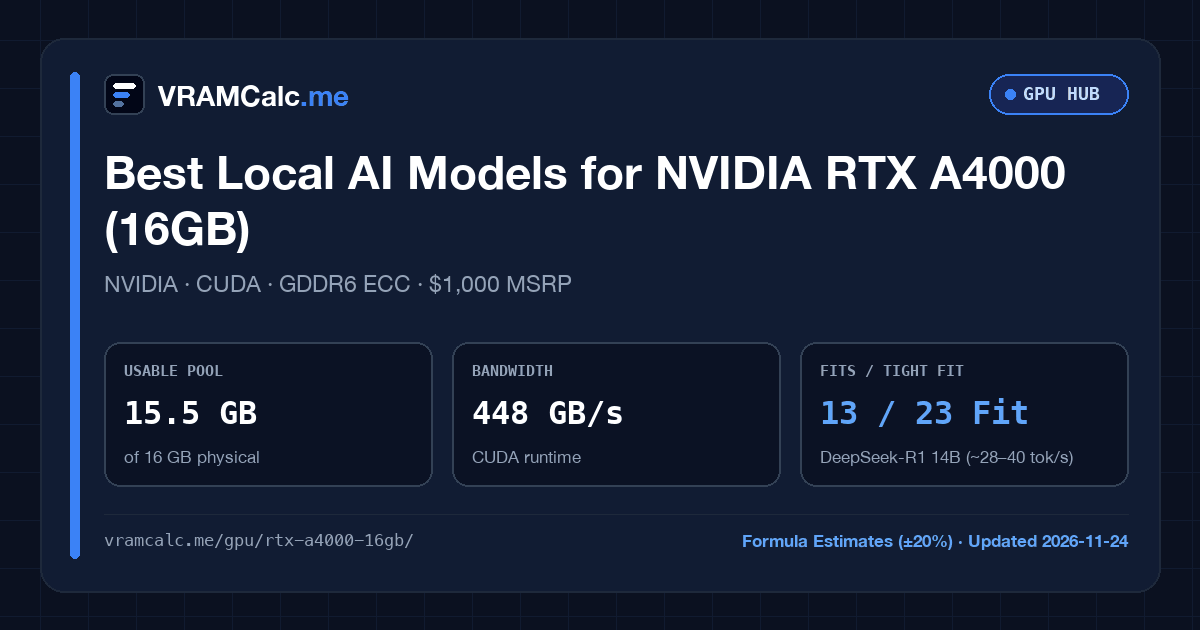 VRAMCalc.me
GPU HUB
Best Local AI Models for NVIDIA RTX A4000
(16GB)
NVIDIA · CUDA · GDDR6 ECC · $1,000 MSRP
USABLE POOL
15.5 GB
of 16 GB physical
BANDWIDTH
448 GB/s
CUDA runtime
FITS / TIGHT FIT
13 / 23 Fit
DeepSeek-R1 14B (~28–40 tok/s)
vramcalc.me/gpu/rtx-a4000-16gb/
Formula Estimates (±20%) · Updated 2026-11-24